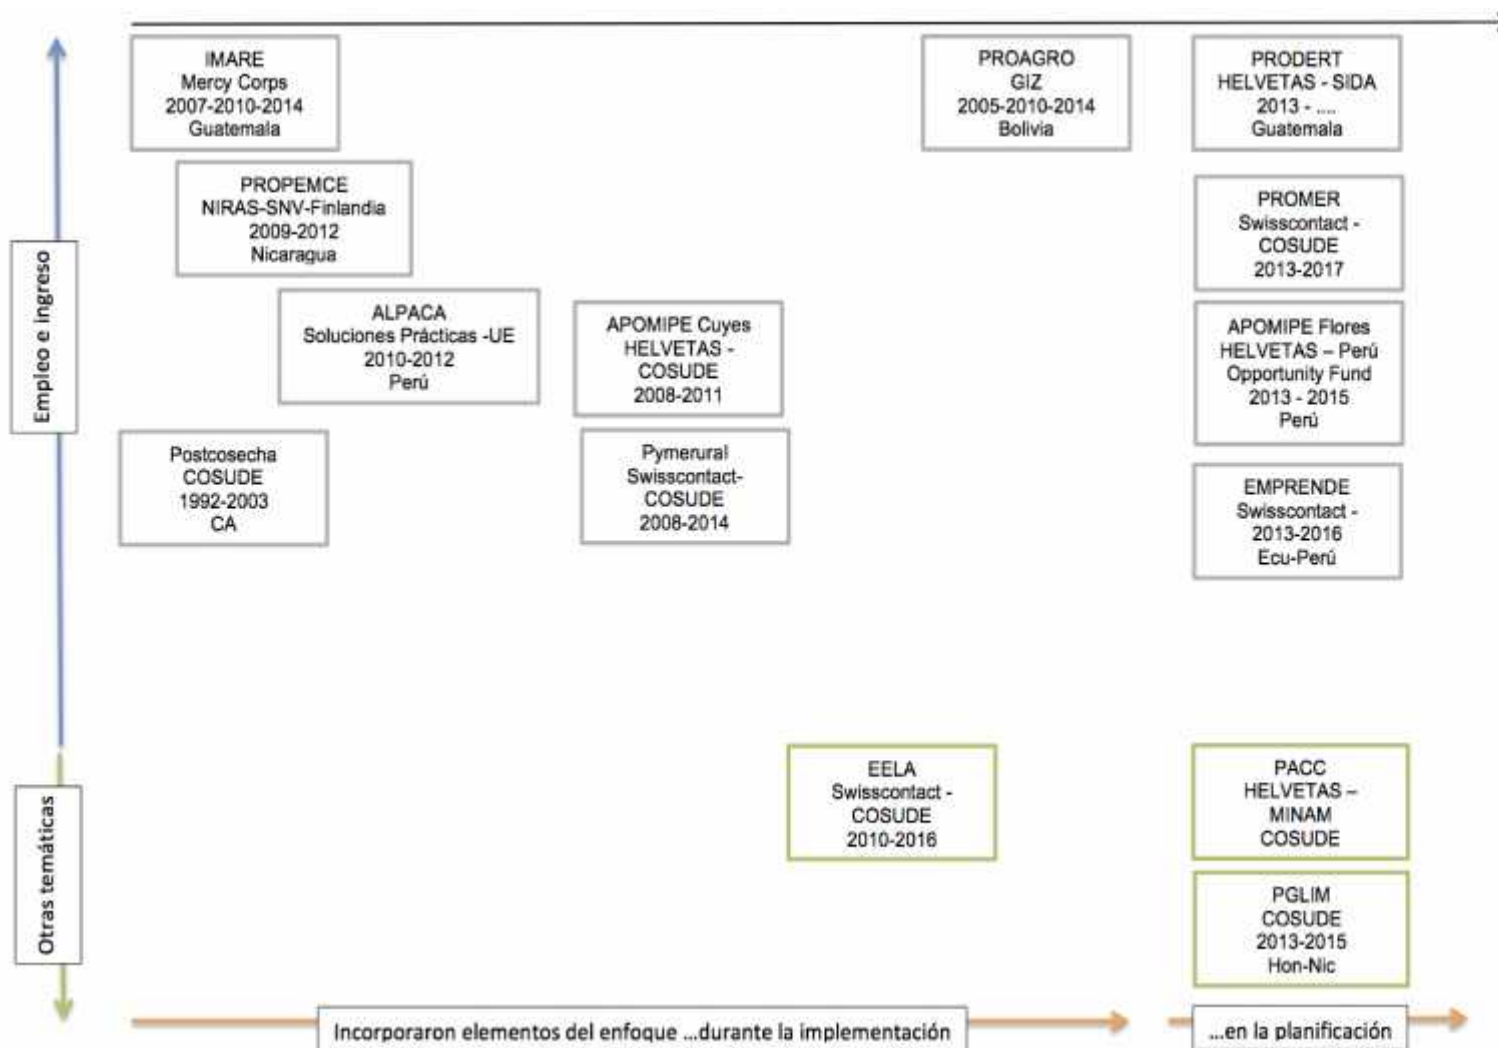 IMARE
Mercy Corps
2007-2010-2014
Guatemala
PROAGRO
GIZ
2005-2010-2014
Bolivia
PRODERT
HELVETAS - SIDA
2013 - ....
Guatemala
PROPEMCE
NIRAS-SNV-Finlandia
2009-2012
Nicaragua
PROMER
Swisscontact -
COSUDE
2013-2017
Empleo e ingreso
ALPACA
Soluciones Prácticas -UE
2010-2012
Perú
APOMIPE Cuyes
HELVETAS -
COSUDE
2008-2011
APOMIPE Flores
HELVETAS – Perú
Opportunity Fund
2013 - 2015
Perú
Postcosecha
COSUDE
1992-2003
CA
Pymerural
Swisscontact-
COSUDE
2008-2014
EMPRENDE
Swisscontact -
2013-2016
Ecu-Perú
Otras temáticas
EELA
Swisscontact -
COSUDE
2010-2016
PACC
HELVETAS –
MINAM
COSUDE
PGLIM
COSUDE
2013-2015
Hon-Nic
Incorporaron elementos del enfoque ...durante la implementación
...en la planificación